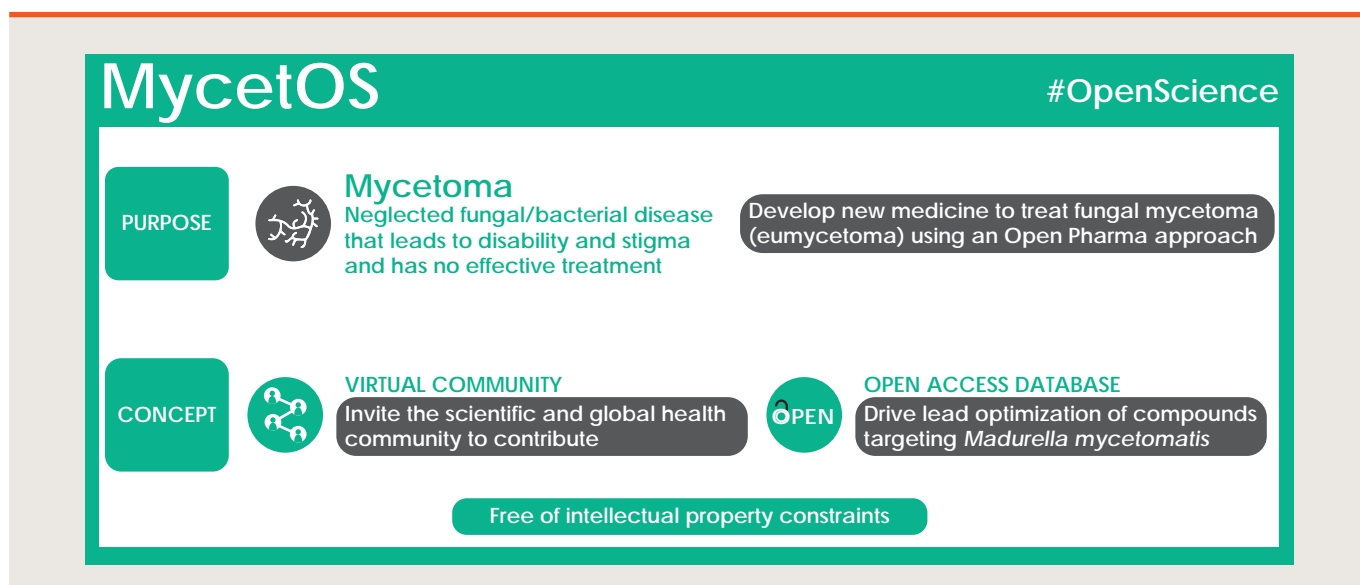 MycetOS
#OpenScience
PURPOSE
Mycetoma
Neglected fungal/bacterial disease
that leads to disability and stigma
and has no effective treatment
Develop new medicine to treat fungal mycetoma
(eumycetoma) using an Open Pharma approach
CONCEPT
VIRTUAL COMMUNITY
Invite the scientific and global health
community to contribute
OPEN
OPEN ACCESS DATABASE
Drive lead optimization of compounds
targeting Madurella mycetomatis
Free of intellectual property constraints